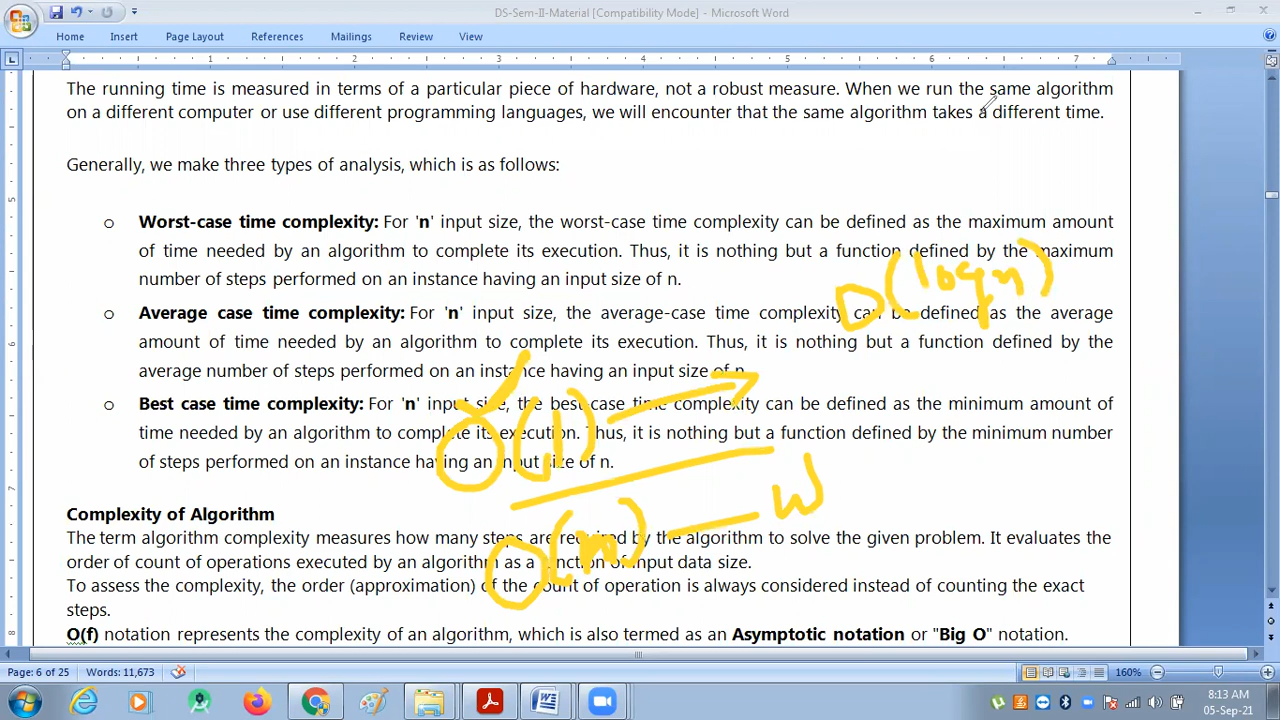 DS-Sem-II-Material [Compatibility Mode] - Microsoft Word
Home Insert Page Layout References Mailings Review View
1 2 3 4 5 6 7
The running time is measured in terms of a particular piece of hardware, not a robust measure. When we run the same algorithm
on a different computer or use different programming languages, we will encounter that the same algorithm takes a different time.
Generally, we make three types of analysis, which is as follows:
o Worst-case time complexity: For 'n' input size, the worst-case time complexity can be defined as the maximum amount
of time needed by an algorithm to complete its execution. Thus, it is nothing but a function defined by the maximum
number of steps performed on an instance having an input size of n.
O(log n)
o Average case time complexity: For 'n' input size, the average-case time complexity can be defined as the average
amount of time needed by an algorithm to complete its execution. Thus, it is nothing but a function defined by the
average number of steps performed on an instance having an input size of n.
o Best case time complexity: For 'n' input size, the best-case time complexity can be defined as the minimum amount of
time needed by an algorithm to complete its execution. Thus, it is nothing but a function defined by the minimum number
of steps performed on an instance having an input size of n.
O(1)
O(n) — W
Complexity of Algorithm
The term algorithm complexity measures how many steps are required by the algorithm to solve the given problem. It evaluates the
order of count of operations executed by an algorithm as a function of input data size.
To assess the complexity, the order (approximation) of the count of operation is always considered instead of counting the exact
steps.
O(f) notation represents the complexity of an algorithm, which is also termed as an Asymptotic notation or "Big O" notation.
Page: 6 of 25 Words: 11,673 160%
8:13 AM
05-Sep-21